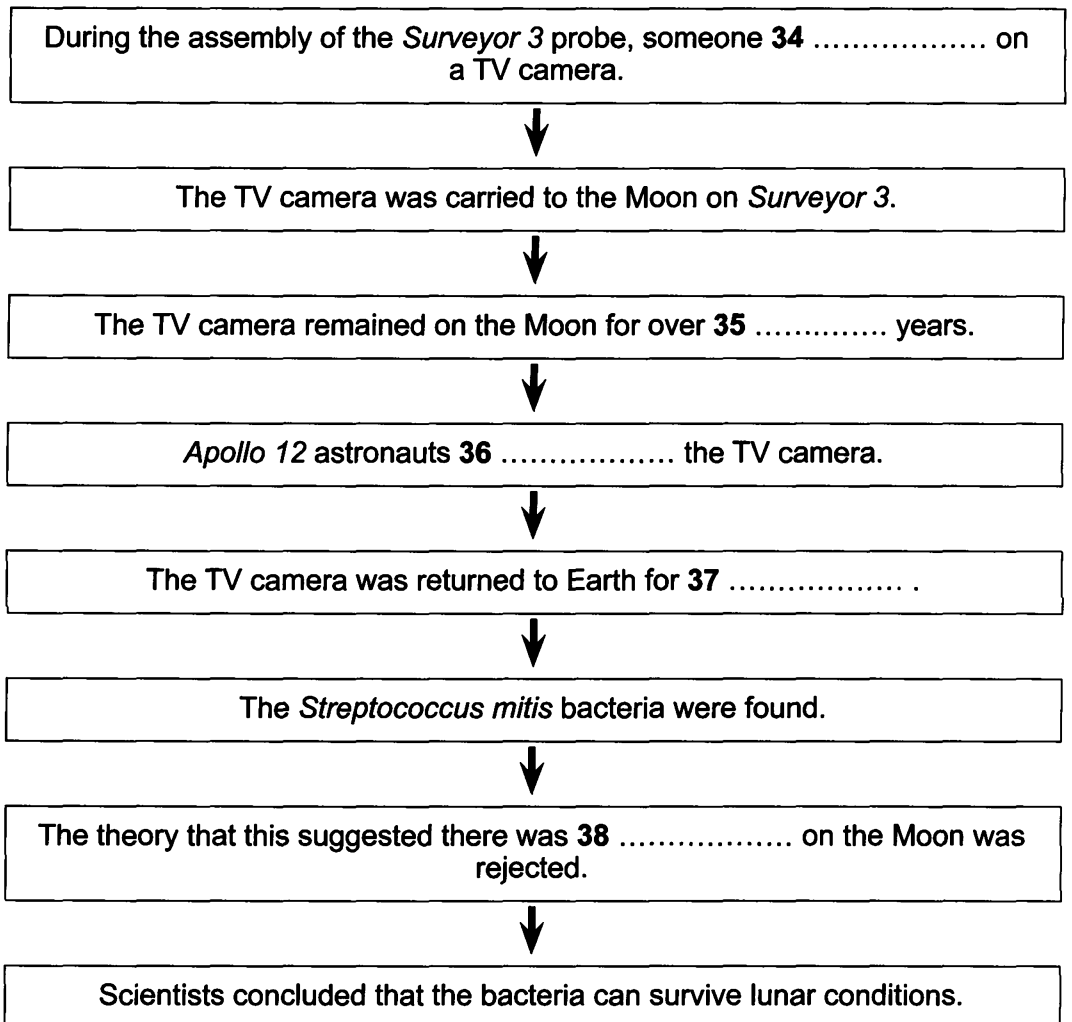 During the assembly of the Surveyor 3 probe, someone 34 ................... on
a TV camera.
The TV camera was carried to the Moon on Surveyor 3.
The TV camera remained on the Moon for over 35 .............. years.
Apollo 12 astronauts 36 ................... the TV camera.
The TV camera was returned to Earth for 37 ................... .
The Streptococcus mitis bacteria were found.
The theory that this suggested there was 38 ................... on the Moon was
rejected.
Scientists concluded that the bacteria can survive lunar conditions.